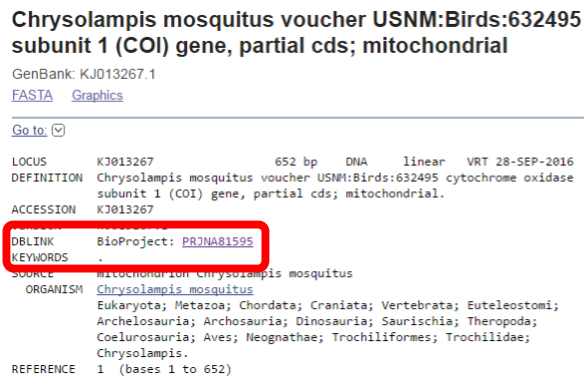 Chrysolampis mosquitus voucher USNM:Birds:632495
subunit 1 (COI) gene, partial cds; mitochondrial
GenBank: KJ013267.1
FASTA Graphics
Go to:
LOCUS KJ013267 652 bp DNA linear VRT 28-SEP-2016
DEFINITION Chrysolampis mosquitus voucher USNM:Birds:632495 cytochrome oxidase
subunit 1 (COI) gene, partial cds; mitochondrial.
ACCESSION KJ013267
DBLINK BioProject: PRJNA81595
KEYWORDS .
SOURCE mitochondrion Chrysolampis mosquitus
ORGANISM Chrysolampis mosquitus
Eukaryota; Metazoa; Chordata; Craniata; Vertebrata; Euteleostomi;
Archelosauria; Archosauria; Dinosauria; Saurischia; Theropoda;
Coelurosauria; Aves; Neognathae; Trochiliformes; Trochilidae;
Chrysolampis.
REFERENCE 1 (bases 1 to 652)